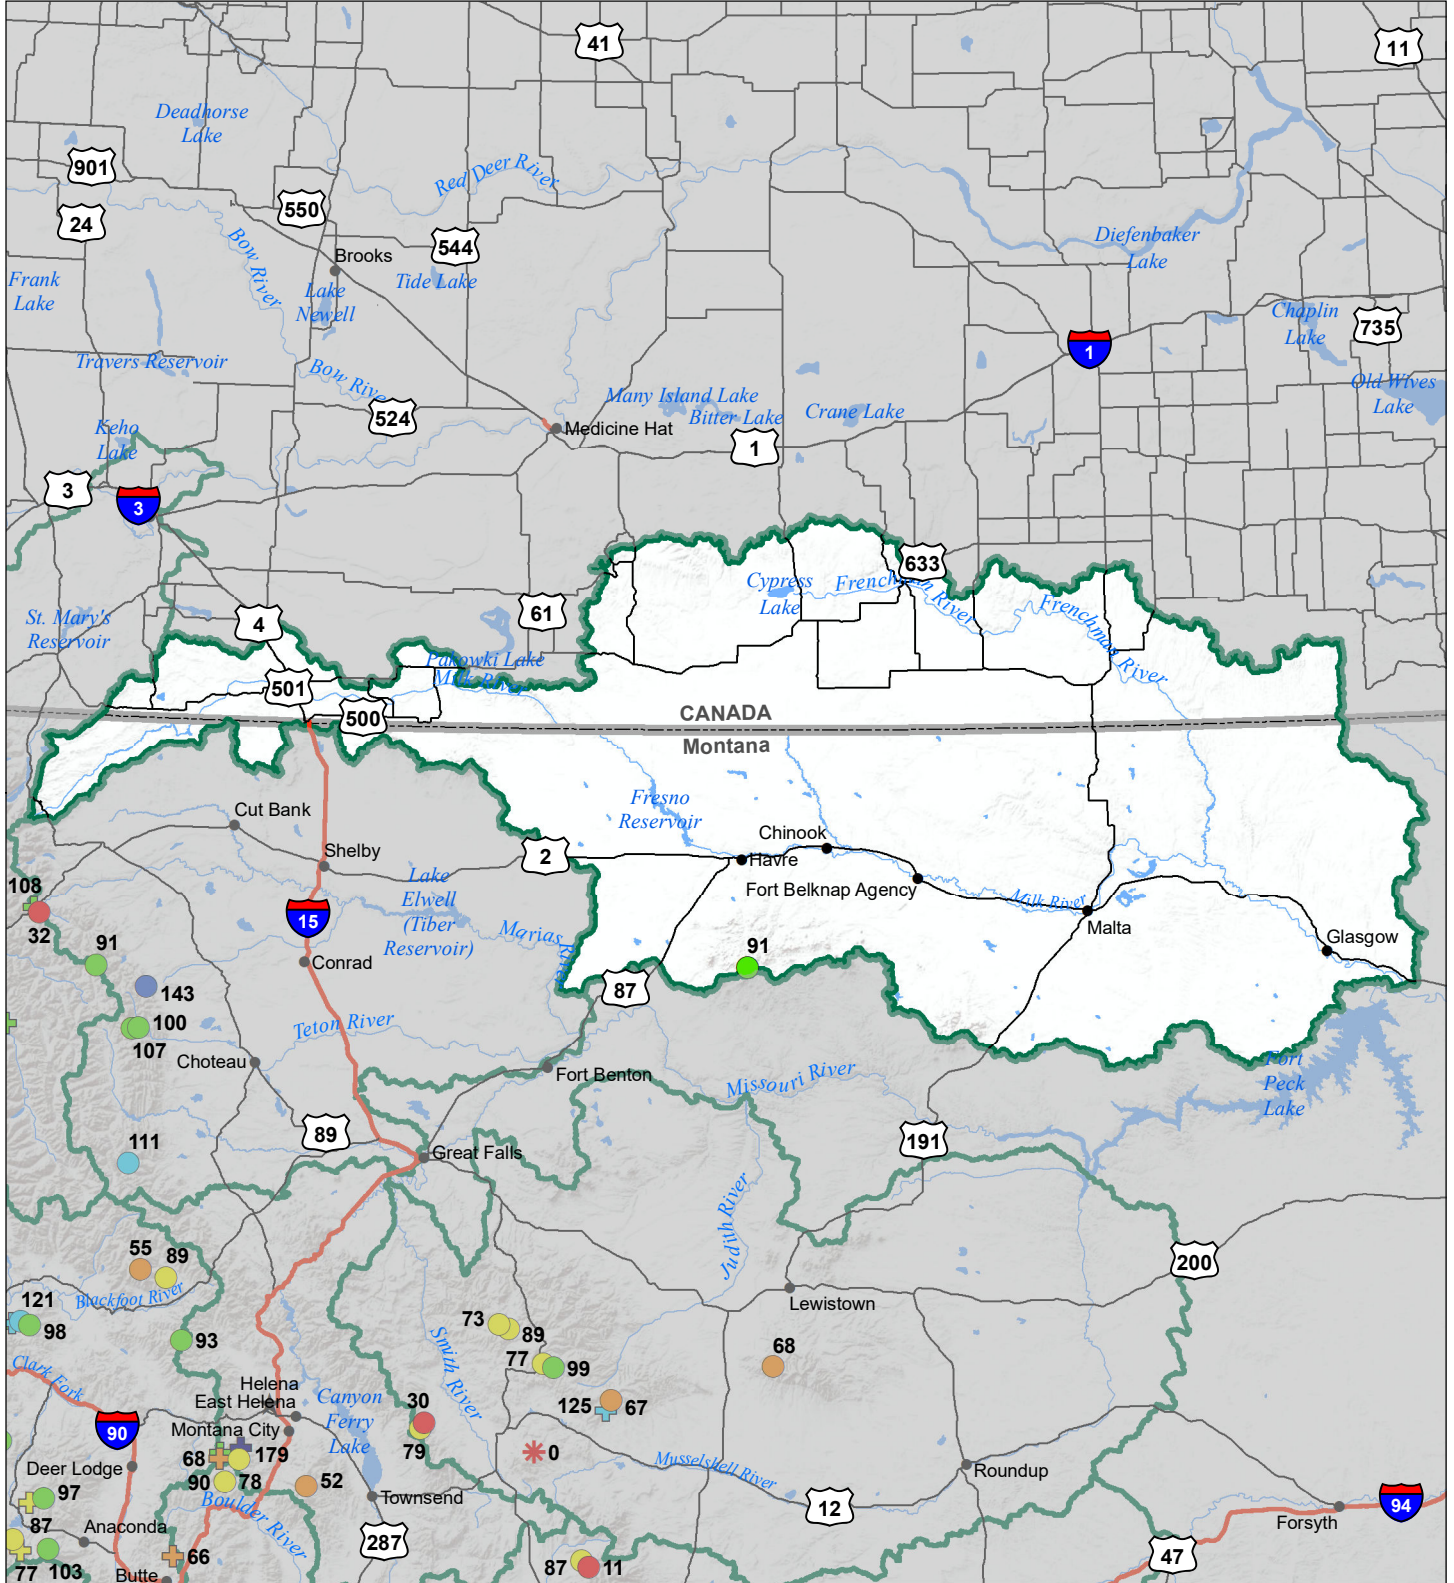 41
11
Deadhorse
Lake
901
Red Deer River
550
24
Bow River
544
Diefenbaker
Lake
Brooks
Frank
Lake
Tide Lake
Lake
Newell
Chaplin
Lake
735
1
Travers Reservoir
Bow River
Many Island Lake
Old Wives
Lake
524
Bitter Lake
Crane Lake
Keho
Lake
Medicine Hat
1
3
3
633
Cypress
Lake
Frenchman River
61
St. Mary's
Reservoir
4
Frenchman River
Pakowki Lake
Milk River
501
500
CANADA
Montana
Fresno
Reservoir
Cut Bank
Chinook
Shelby
2
Havre
Lake
Elwell
(Tiber
Reservoir)
108
Fort Belknap Agency
Milk River
32
15
Malta
Marias River
Glasgow
91
91
Conrad
143
87
100
Teton River
107
Choteau
Fort Benton
Missouri River
Fort
Peck
Lake
89
191
111
Great Falls
Judith River
55
89
200
Blackfoot River
121
Lewistown
98
93
73
89
Smith River
77
99
68
Clark Fork
Helena
East Helena
Canyon
Ferry
Lake
30
125
67
90
Montana City
68
179
79
0
Deer Lodge
90
78
52
Musselshell River
Roundup
97
Boulder River
Townsend
12
94
87
Anaconda
287
Forsyth
77
103
66
Butte
87
11
47